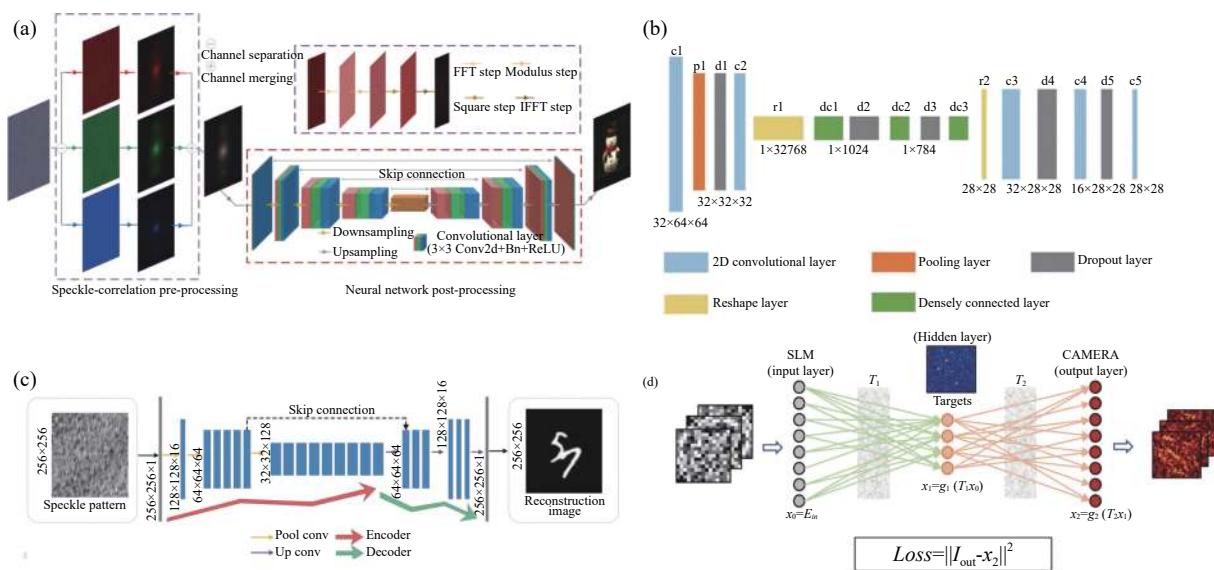 (a)
Channel separation
Channel merging
FFT step Modulus step
Square step IFFT step
Skip connection
Downsampling
Upsampling
Convolutional layer
(3×3 Conv2d+Bn+ReLU)
Speckle-correlation pre-processing
Neural network post-processing
(b)
c1
p1 d1 c2
r1
dc1 d2 dc2 d3 dc3
r2 c3 d4 c4 d5 c5
1×32768
1×1024
1×784
32×32×32
32×64×64
28×28 32×28×28 16×28×28 28×28
2D convolutional layer
Pooling layer
Dropout layer
Reshape layer
Densely connected layer
(c)
256×256
Speckle pattern
256×256×1
128×128×16
64×64×64
Skip connection
32×32×128
64×64×64
128×128×16
256×256×1
256×256
Reconstruction
image
Pool conv
Encoder
Up conv
Decoder
(d)
SLM
(input layer)
T1
(Hidden layer)
Targets
T2
CAMERA
(output layer)
x0=Ein
x1=g1 (T1x0)
x2=g2 (T2x1)
Loss=||Iout-x2||2